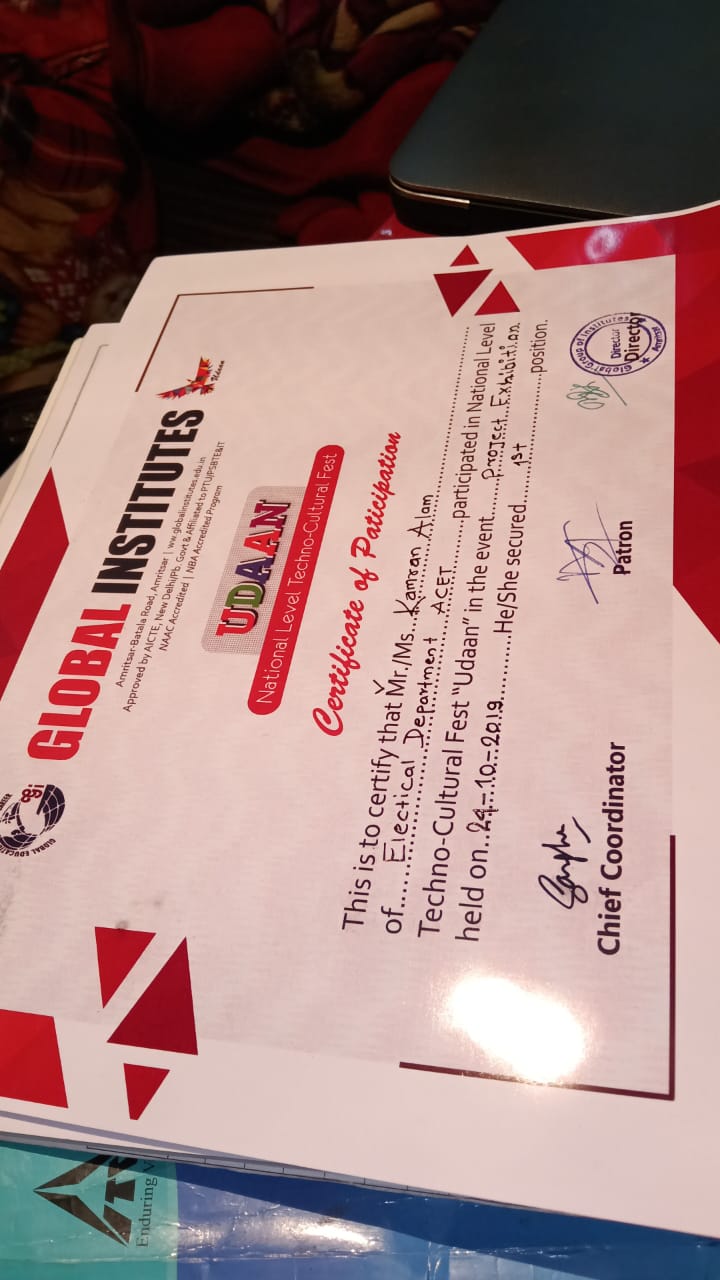 GLOBAL INSTITUTES
Amritsar-Batala Road, Amritsar | ww.globalinstitutes.edu.in
Approved by AICTE, New Delhi/Pb. Govt & Affiliated to PTU/PSBTE&IT
NAAC Accredited | NBA Accredited Program
Udaan
GLOBAL
ggi
UDAAN
National Level Techno-Cultural Fest
Certificate of Paticipation
This is to certify that Mr./Ms. Kamran Alam
of Electical Department ACET participated in National Level
Techno-Cultural Fest "Udaan" in the event Project Exhibition
held on 24-10-2019 He/She secured 1st position.
Chief Coordinator
Patron
Director
Global Group of Institutes
Director
Amritsar
Enduring